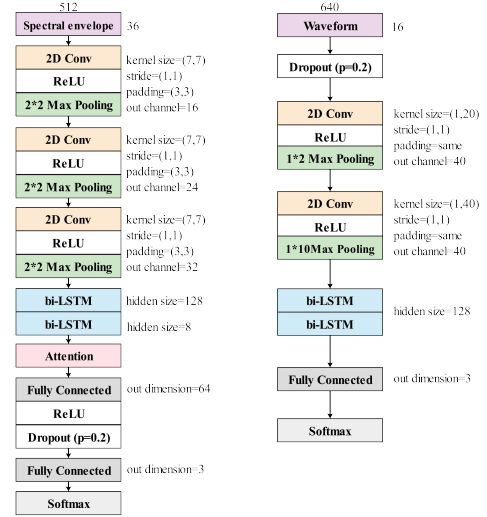 512
Spectral envelope
36
2D Conv
ReLU
2*2 Max Pooling
kernel size=(7,7)
stride=(1,1)
padding=(3,3)
out channel=16
2D Conv
ReLU
2*2 Max Pooling
kernel size=(7,7)
stride=(1,1)
padding=(3,3)
out channel=24
2D Conv
ReLU
2*2 Max Pooling
kernel size=(7,7)
stride=(1,1)
padding=(3,3)
out channel=32
bi-LSTM
hidden size=128
bi-LSTM
hidden size=8
Attention
Fully Connected
out dimension=64
ReLU
Dropout (p=0.2)
Fully Connected
out dimension=3
Softmax
640
Waveform
16
Dropout (p=0.2)
2D Conv
ReLU
1*2 Max Pooling
kernel size=(1,20)
stride=(1,1)
padding=same
out channel=40
2D Conv
ReLU
1*10Max Pooling
kernel size=(1,40)
stride=(1,1)
padding=same
out channel=40
bi-LSTM
bi-LSTM
hidden size=128
Fully Connected
out dimension=3
Softmax